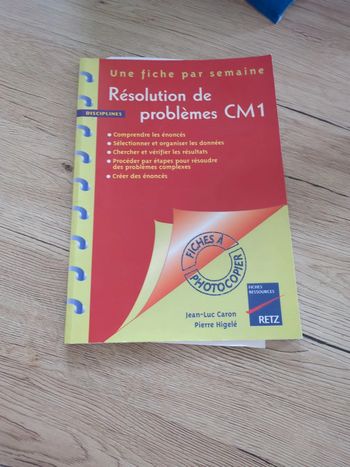 Une fiche par semaine
Résolution de
problèmes CM1
DISCIPLINES
• Comprendre les énoncés
• Sélectionner et organiser les données
• Chercher et vérifier les résultats
• Procéder par étapes pour résoudre
des problèmes complexes
• Créer des énoncés
FICHES À
PHOTOCOPIER
Jean-Luc Caron
Pierre Higelé
FICHES
RESSOURCES
RETZ